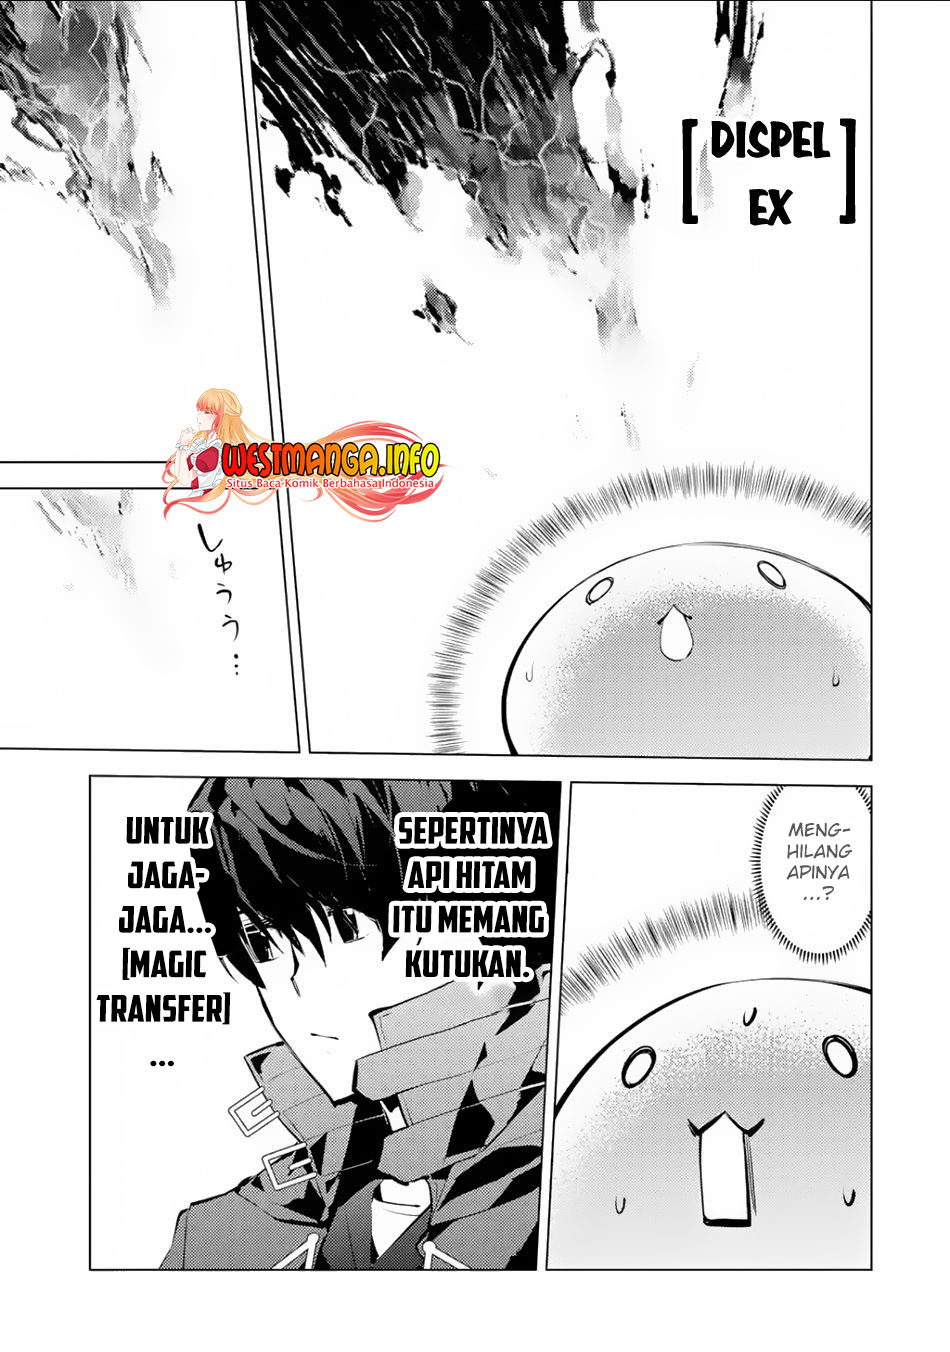 [DISPEL
EX]
WESTMANGA.INFO
Situs Baca Komik Berbahasa Indonesia
しゅうう…
MENG-
HILANG
APINYA
...?
SEPERTINYA
API HITAM
ITU MEMANG
KUTUKAN.
UNTUK
JAGA-
JAGA...
[MAGIC
TRANSFER]
...